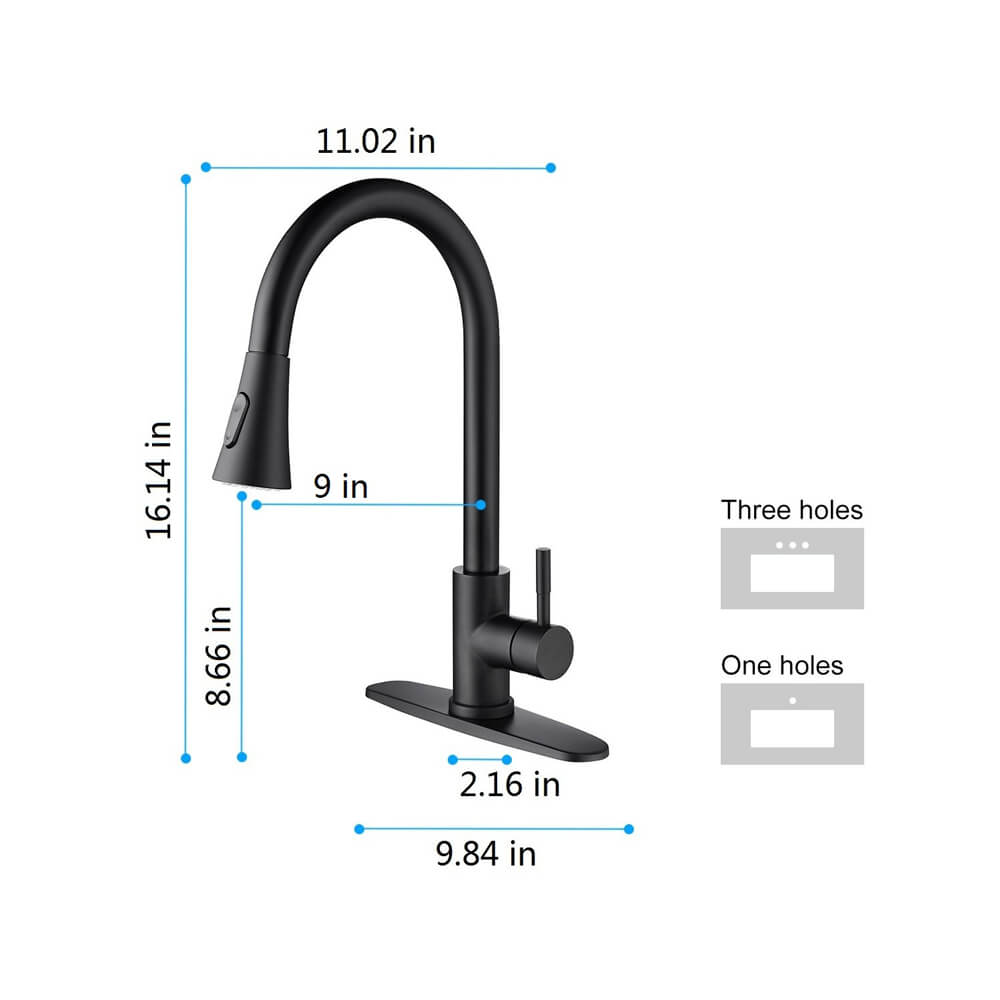 11.02 in
16.14 in
9 in
8.66 in
2.16 in
9.84 in
Three holes
One holes